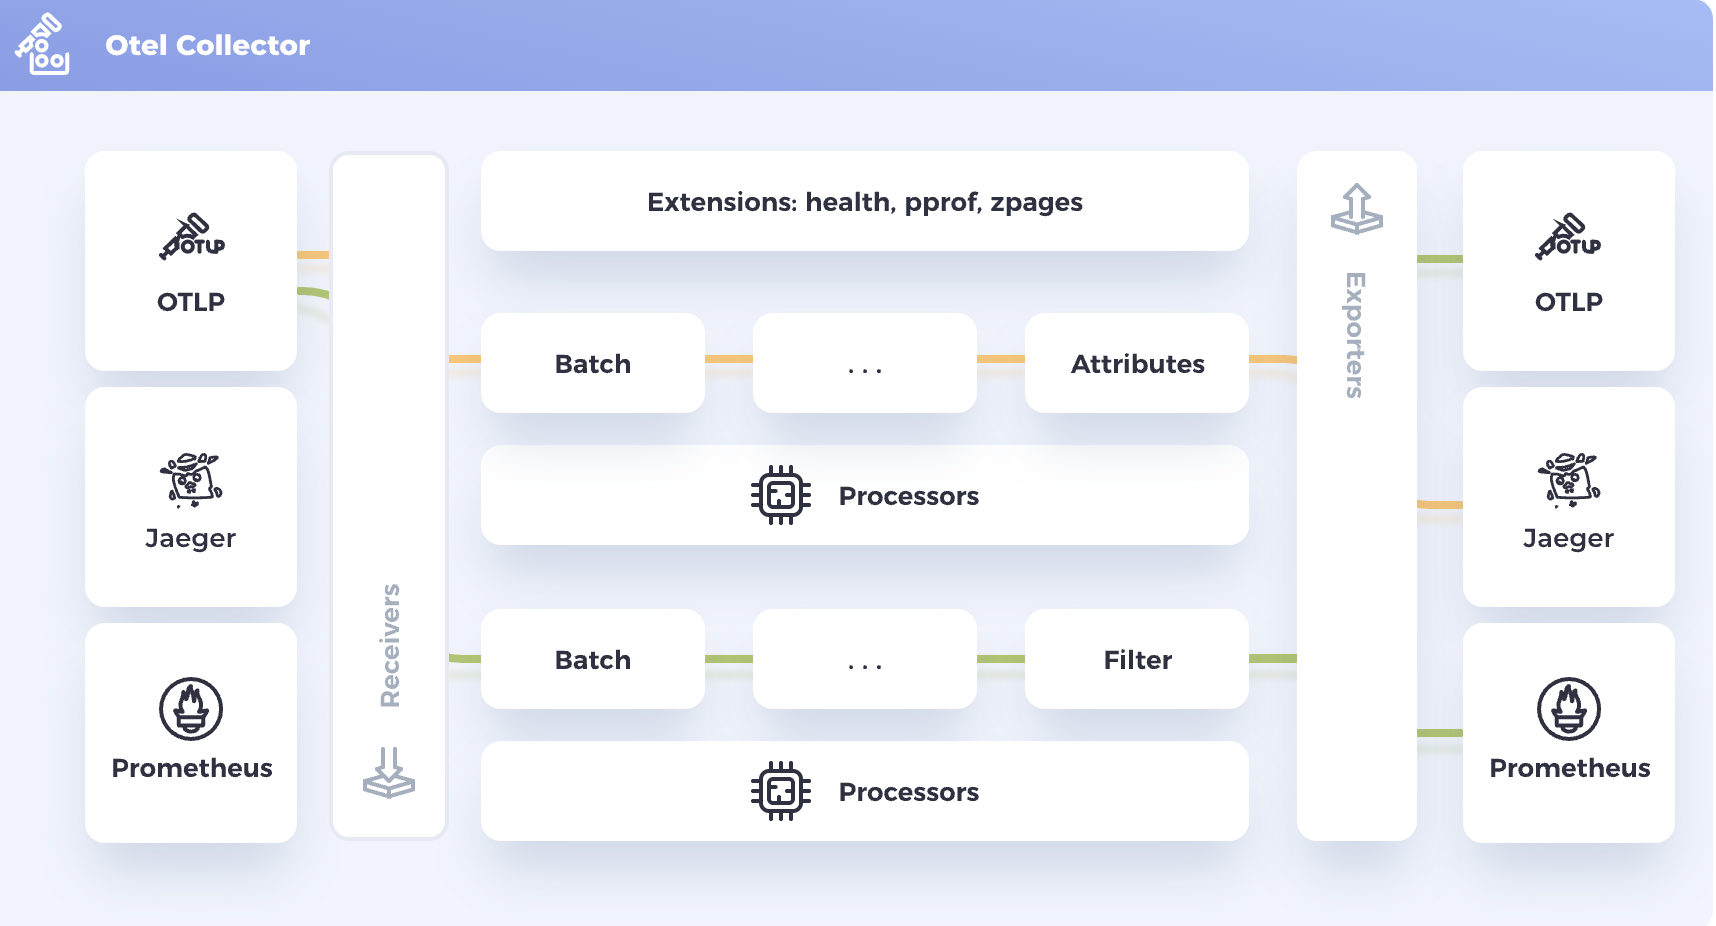 Otel Collector
OTLP
OTLP
Jaeger
Prometheus
Receivers
Extensions: health, pprof, zpages
Batch
. . .
Attributes
Processors
Batch
. . .
Filter
Processors
Exporters
OTLP
OTLP
Jaeger
Prometheus